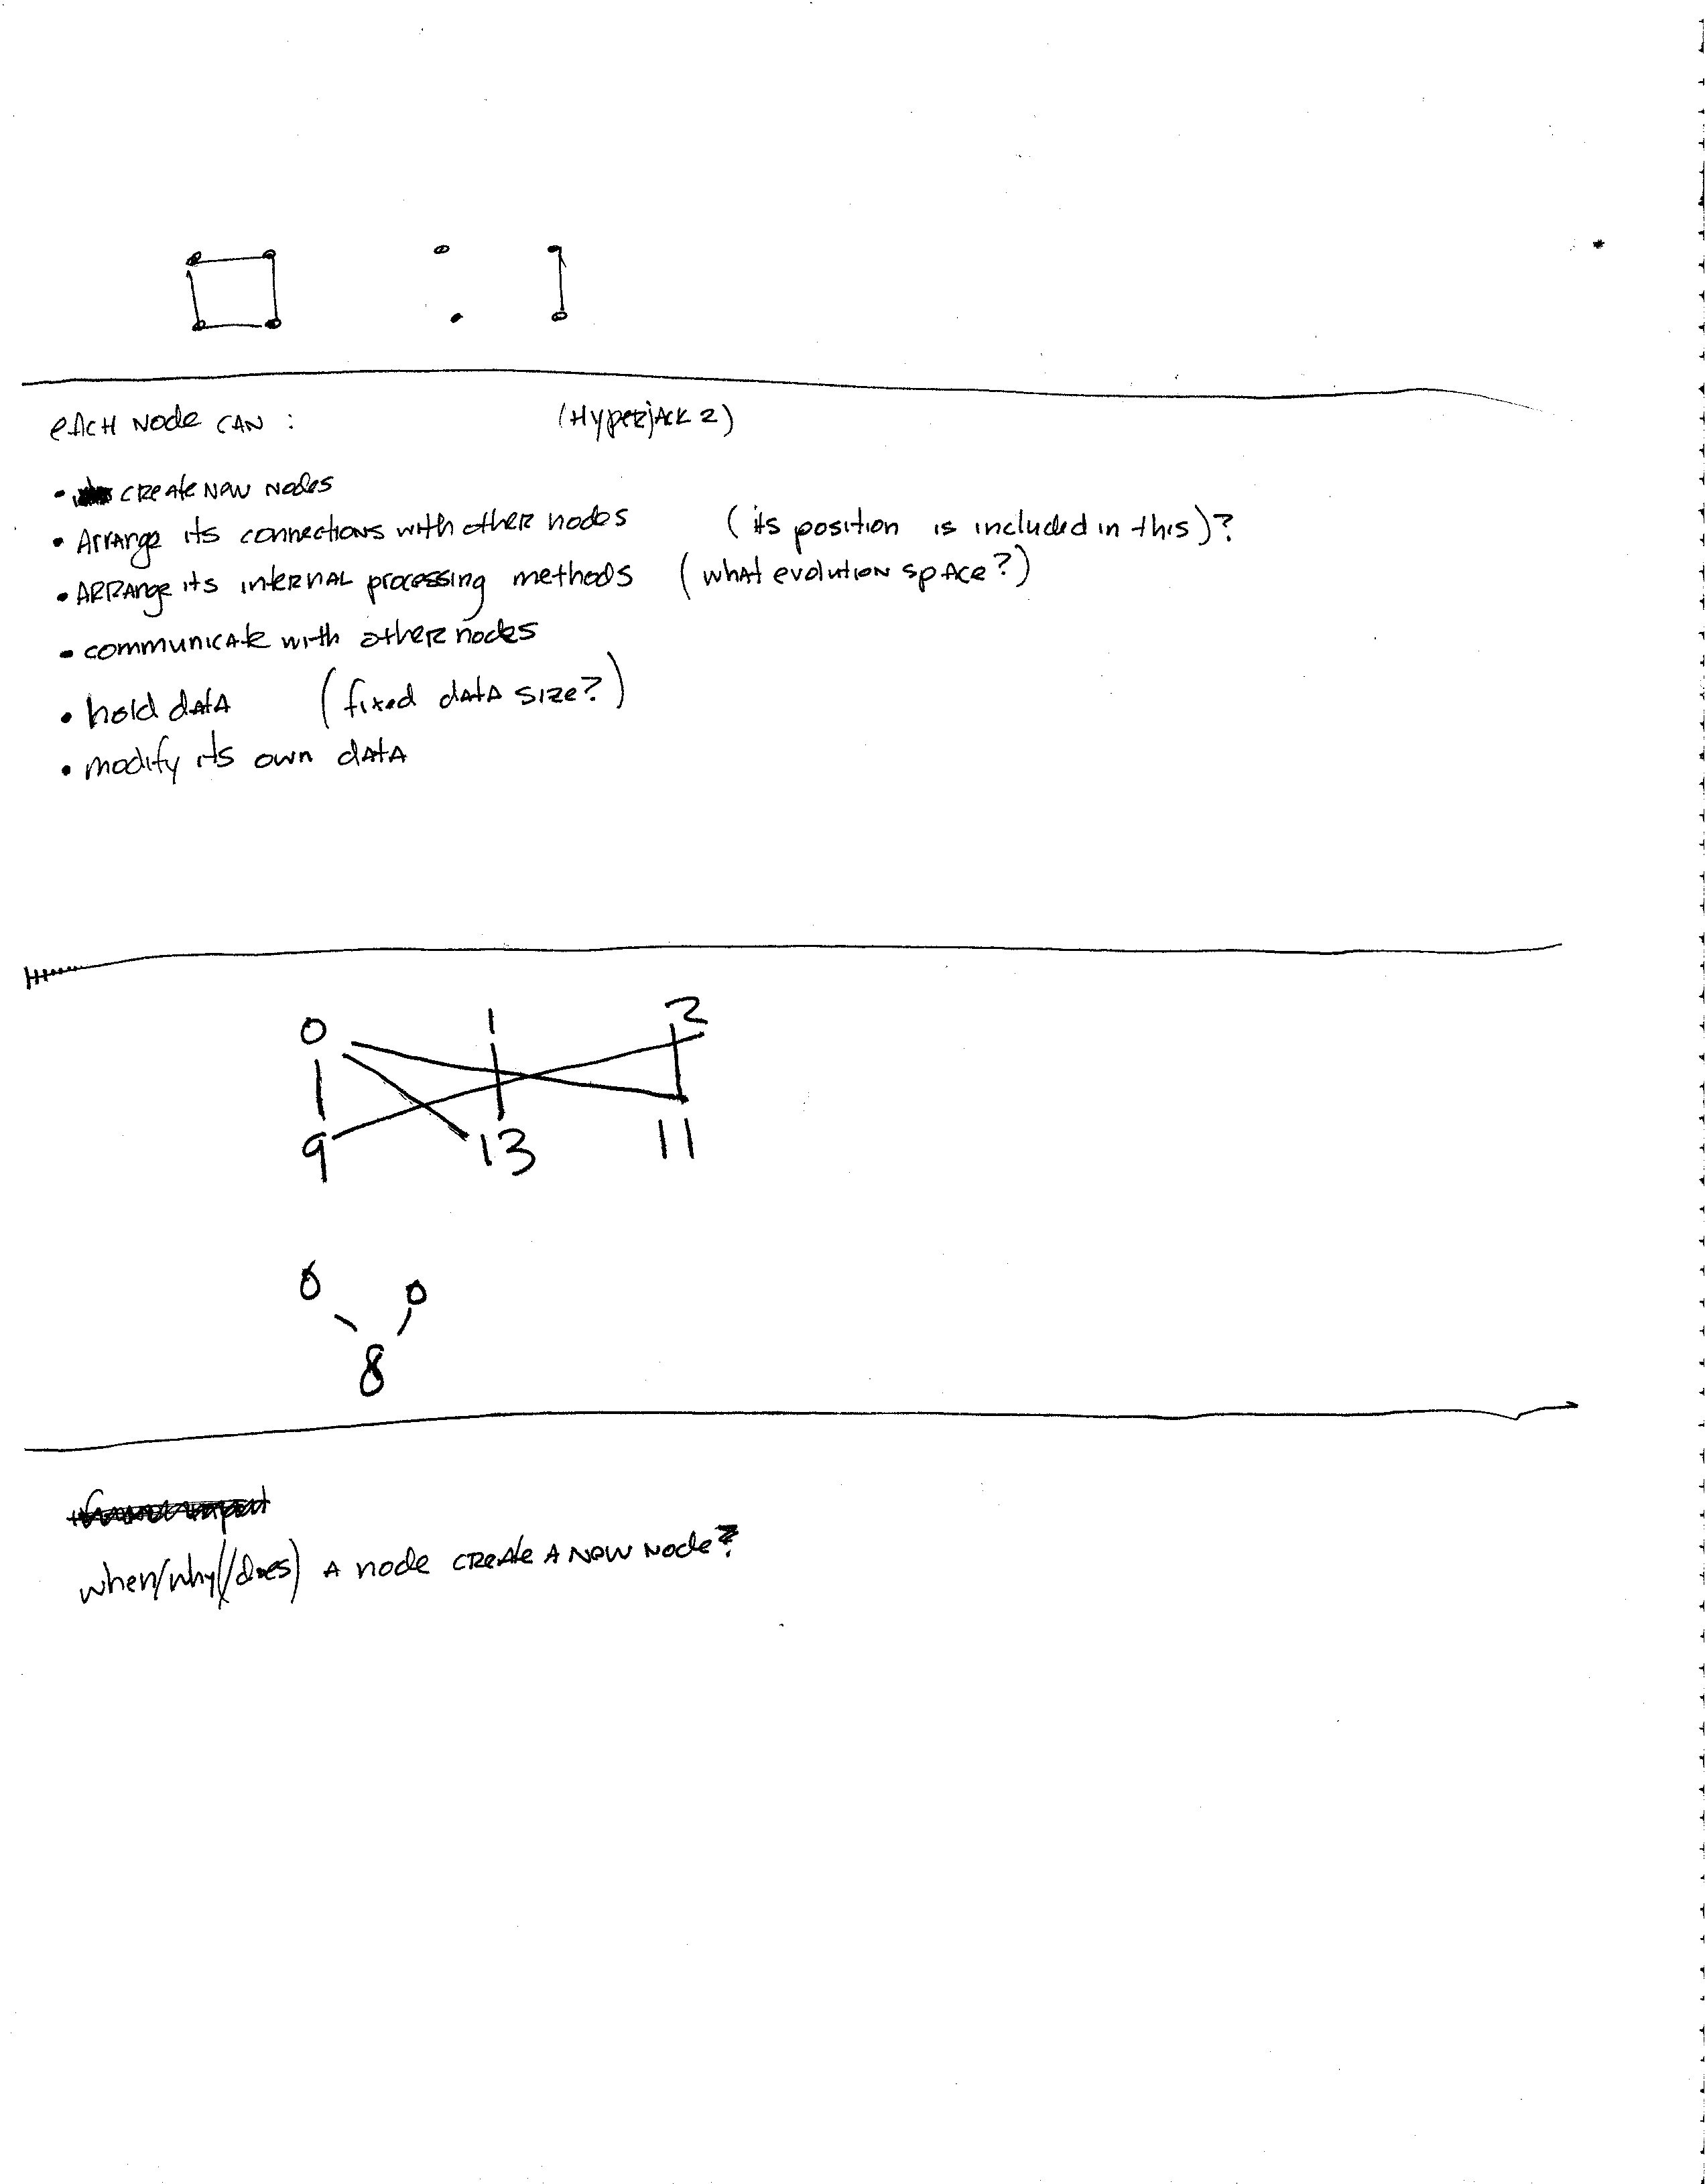 each node can : (Hyperjack 2)
• create new nodes
• Arrange its connections with other nodes (its position is included in this)?
• Arrange its internal processing methods (what evolution space?)
• communicate with other nodes
• hold data (fixed data size?)
• modify its own data
0 1 2
9 13 11
0 0
8
when/why(/does) a node create a new node?